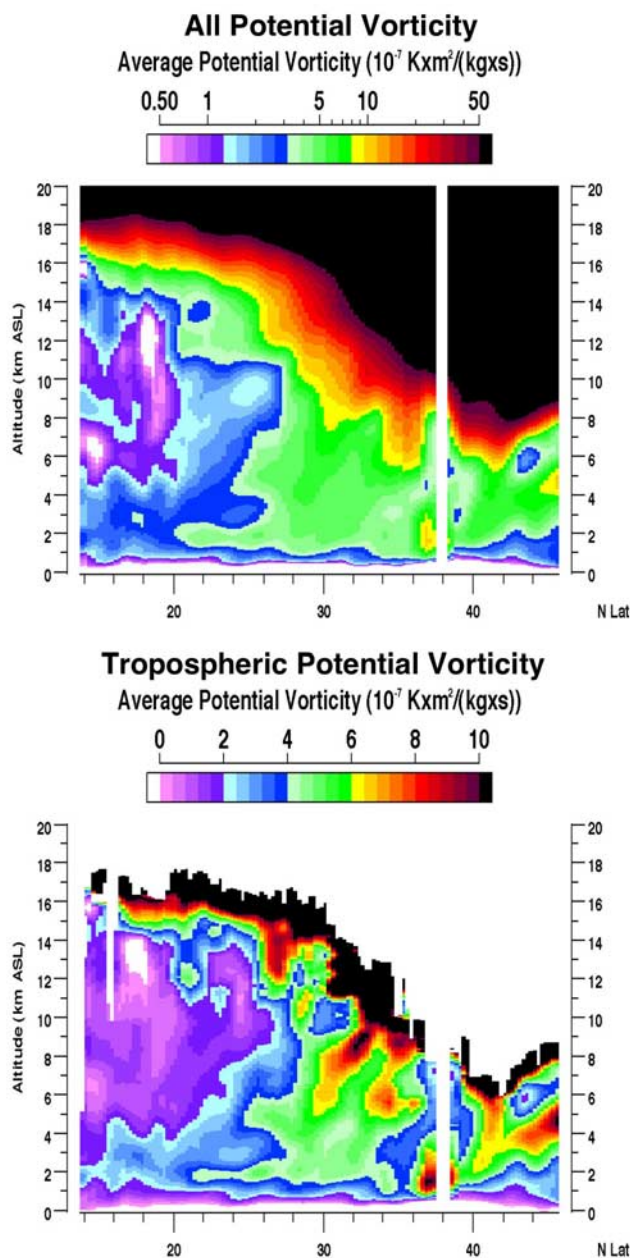 All Potential Vorticity
Average Potential Vorticity (10⁻⁷ Kxm²/(kgxs))
0.50 1 5 10 50
20 20
18 18
16 16
14 14
12 12
10 10
8 8
6 6
4 4
2 2
0 0
Altitude (km ASL)
20 30 40 N Lat
Tropospheric Potential Vorticity
Average Potential Vorticity (10⁻⁷ Kxm²/(kgxs))
0 2 4 6 8 10
20 20
18 18
16 16
14 14
12 12
10 10
8 8
6 6
4 4
2 2
0 0
Altitude (km ASL)
20 30 40 N Lat